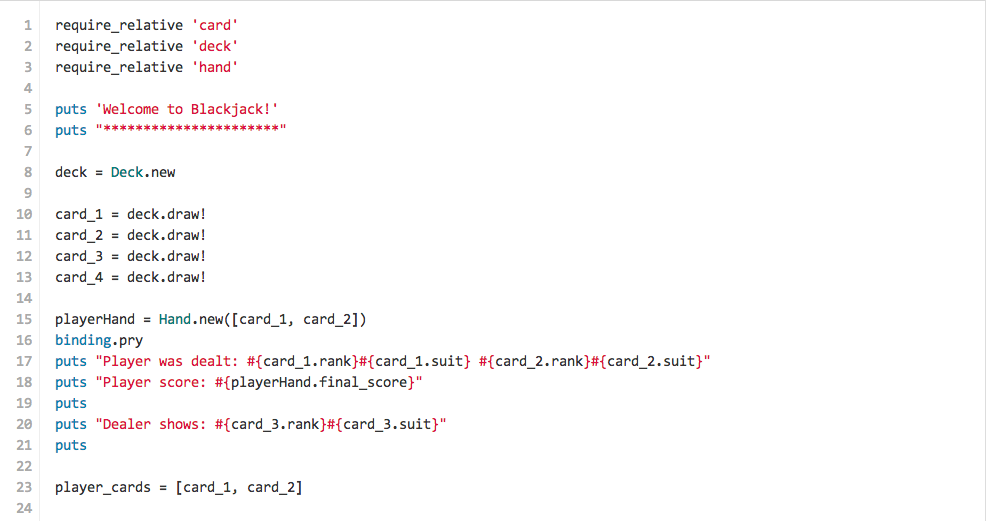 1 require_relative 'card'
2 require_relative 'deck'
3 require_relative 'hand'
4
5 puts 'Welcome to Blackjack!'
6 puts "**********************"
7
8 deck = Deck.new
9
10 card_1 = deck.draw!
11 card_2 = deck.draw!
12 card_3 = deck.draw!
13 card_4 = deck.draw!
14
15 playerHand = Hand.new([card_1, card_2])
16 binding.pry
17 puts "Player was dealt: #{card_1.rank}#{card_1.suit} #{card_2.rank}#{card_2.suit}"
18 puts "Player score: #{playerHand.final_score}"
19 puts
20 puts "Dealer shows: #{card_3.rank}#{card_3.suit}"
21 puts
22
23 player_cards = [card_1, card_2]
24